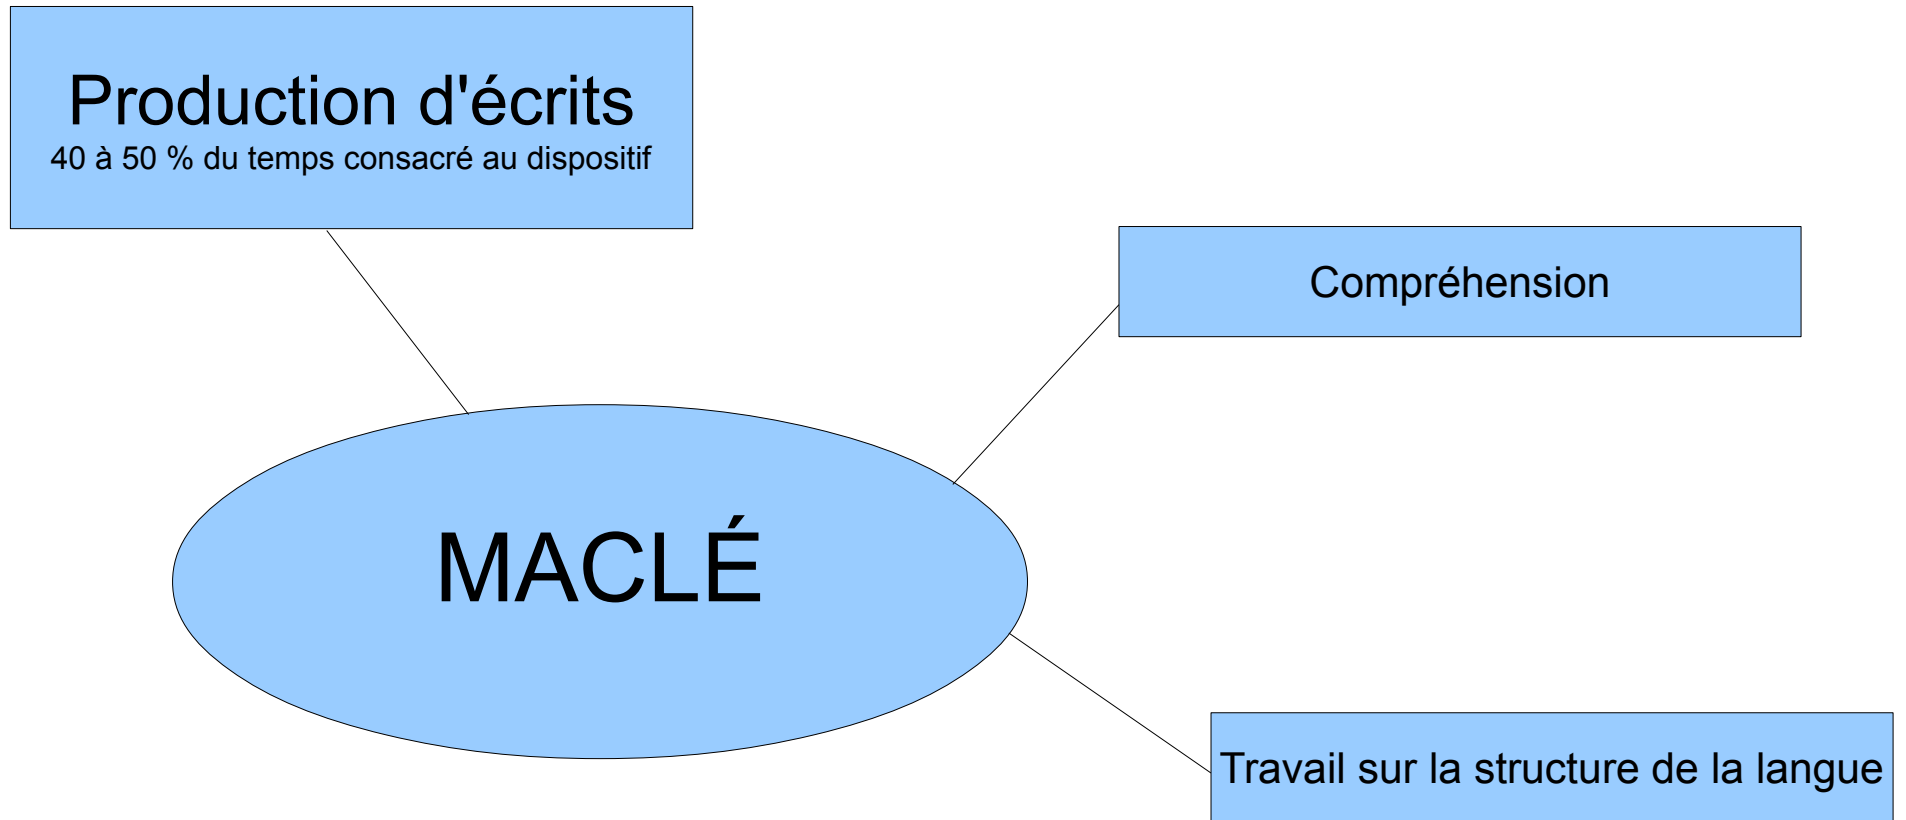 Production d'écrits
40 à 50 % du temps consacré au dispositif
Compréhension
MACLÉ
Travail sur la structure de la langue